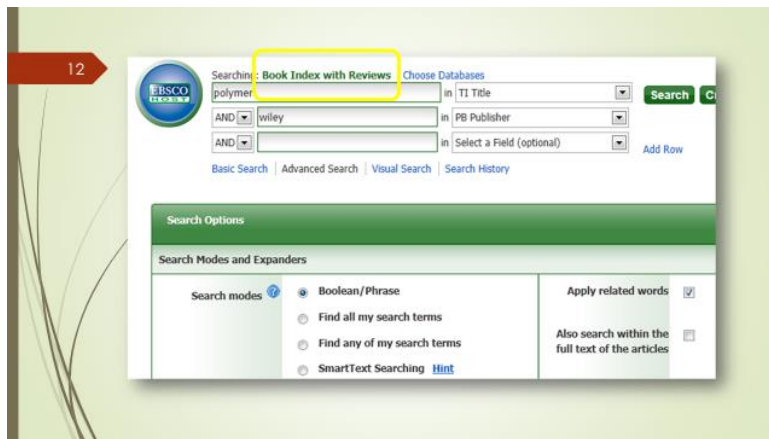 12
EBSCO
HOST
Searching: Book Index with Reviews Choose Databases
polymer in TI Title Search
AND wiley in PB Publisher
AND in Select a Field (optional) Add Row
Basic Search | Advanced Search | Visual Search | Search History
Search Options
Search Modes and Expanders
Search modes ? Boolean/Phrase Apply related words
Find all my search terms
Find any of my search terms Also search within the
full text of the articles
SmartText Searching Hint